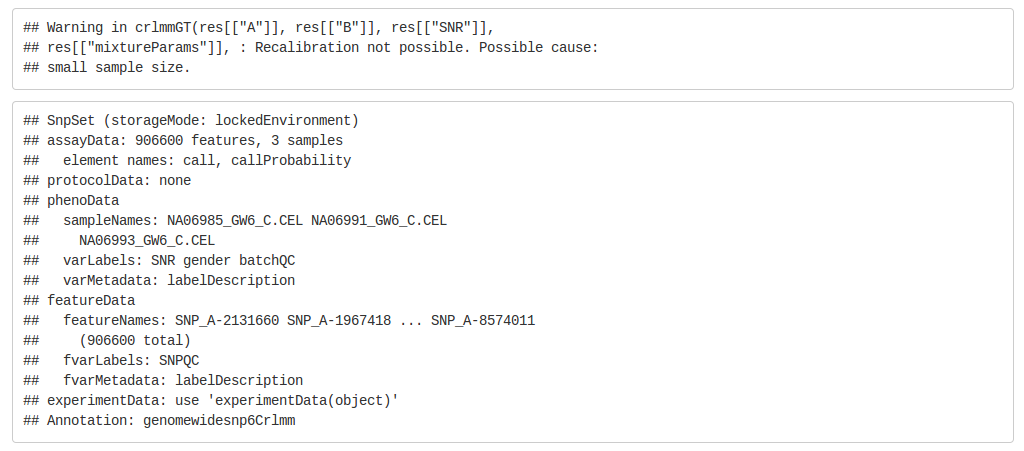 ## Warning in crlmmGT(res[["A"]], res[["B"]], res[["SNR"]],
## res[["mixtureParams"]], : Recalibration not possible. Possible cause:
## small sample size.
## SnpSet (storageMode: lockedEnvironment)
## assayData: 906600 features, 3 samples
##   element names: call, callProbability
## protocolData: none
## phenoData
##   sampleNames: NA06985_GW6_C.CEL NA06991_GW6_C.CEL
##     NA06993_GW6_C.CEL
##   varLabels: SNR gender batchQC
##   varMetadata: labelDescription
## featureData
##   featureNames: SNP_A-2131660 SNP_A-1967418 ... SNP_A-8574011
##     (906600 total)
##   fvarLabels: SNPQC
##   fvarMetadata: labelDescription
## experimentData: use 'experimentData(object)'
## Annotation: genomewidesnp6Crlmm